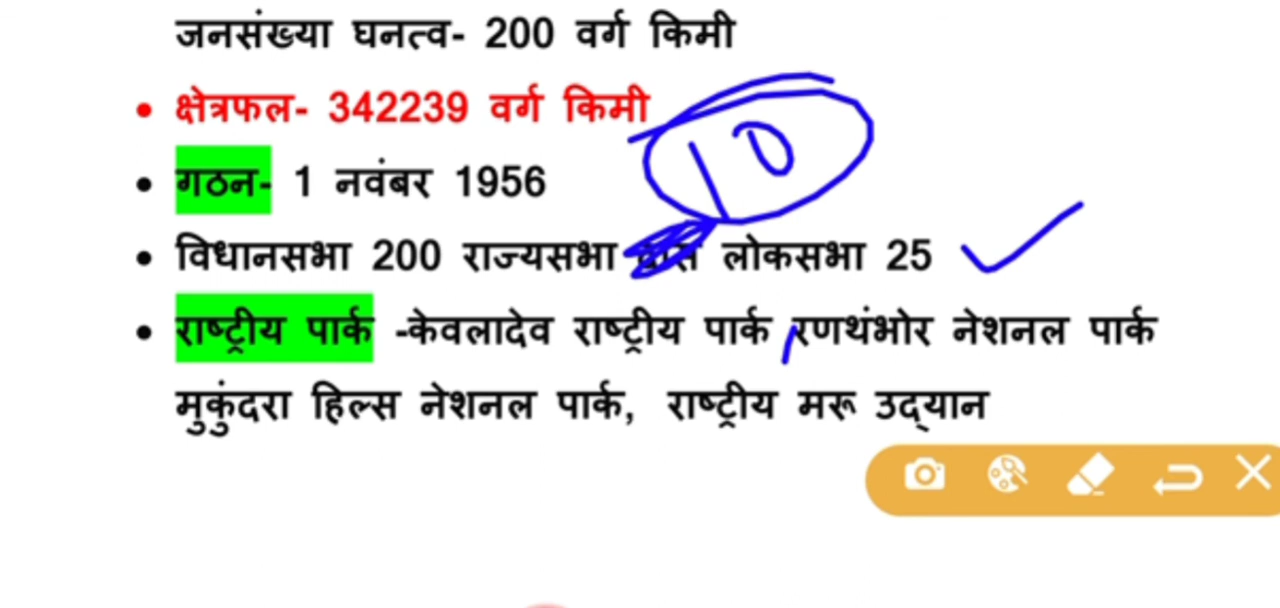 जनसंख्या घनत्व- 200 वर्ग किमी
• क्षेत्रफल- 342239 वर्ग किमी
10
• गठन- 1 नवंबर 1956
• विधानसभा 200 राज्यसभा लोकसभा 25
• राष्ट्रीय पार्क -केवलादेव राष्ट्रीय पार्क रणथंभोर नेशनल पार्क
मुकुंदरा हिल्स नेशनल पार्क, राष्ट्रीय मरू उद्यान